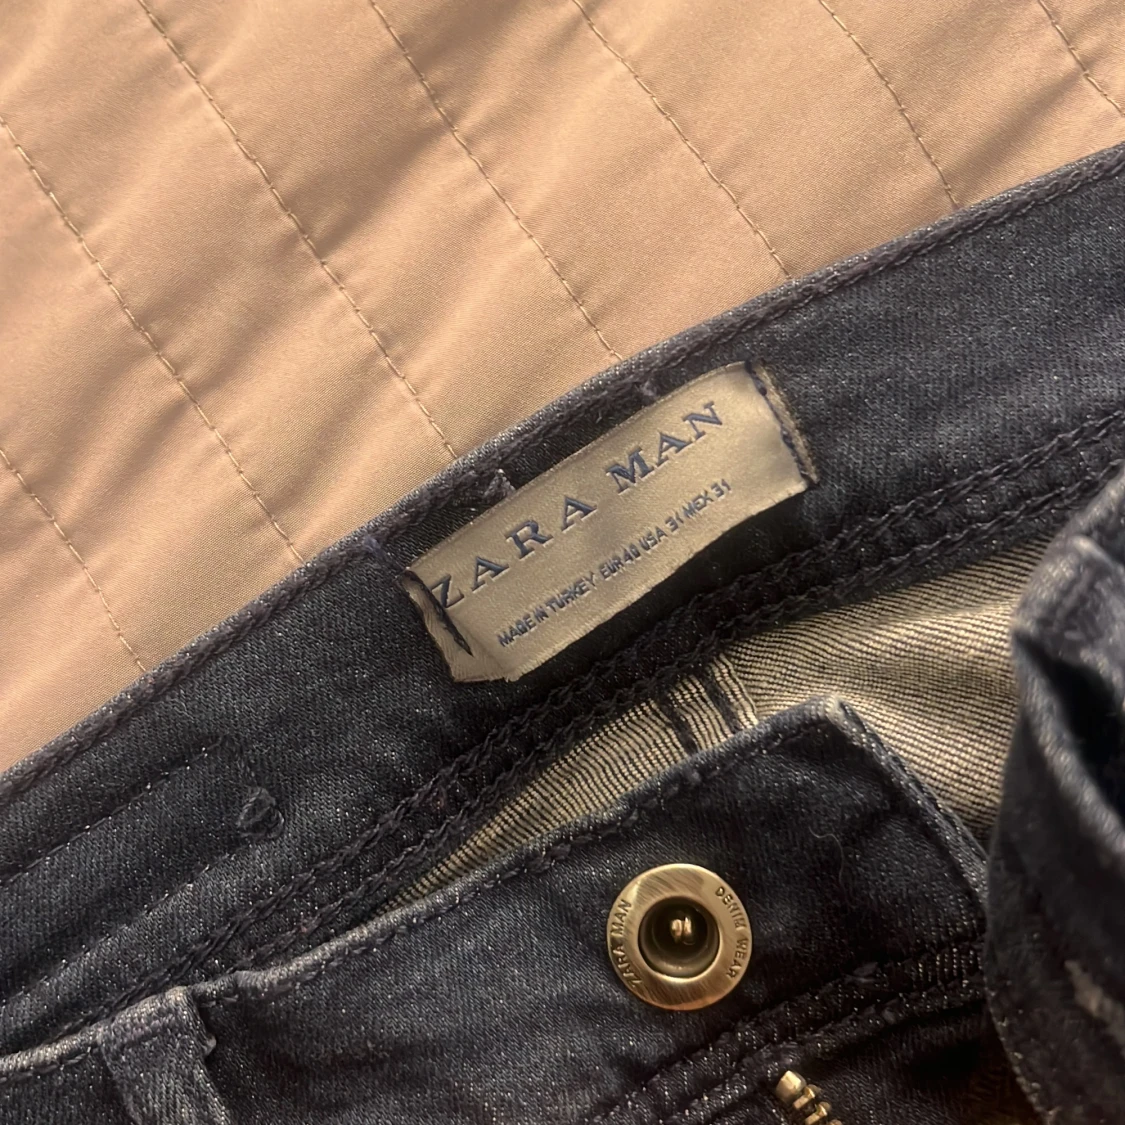 ZARA MAN
MADE IN TURKEY EUR 40 USA 31 MEX 31
ZARA MAN
DENIM WEAR